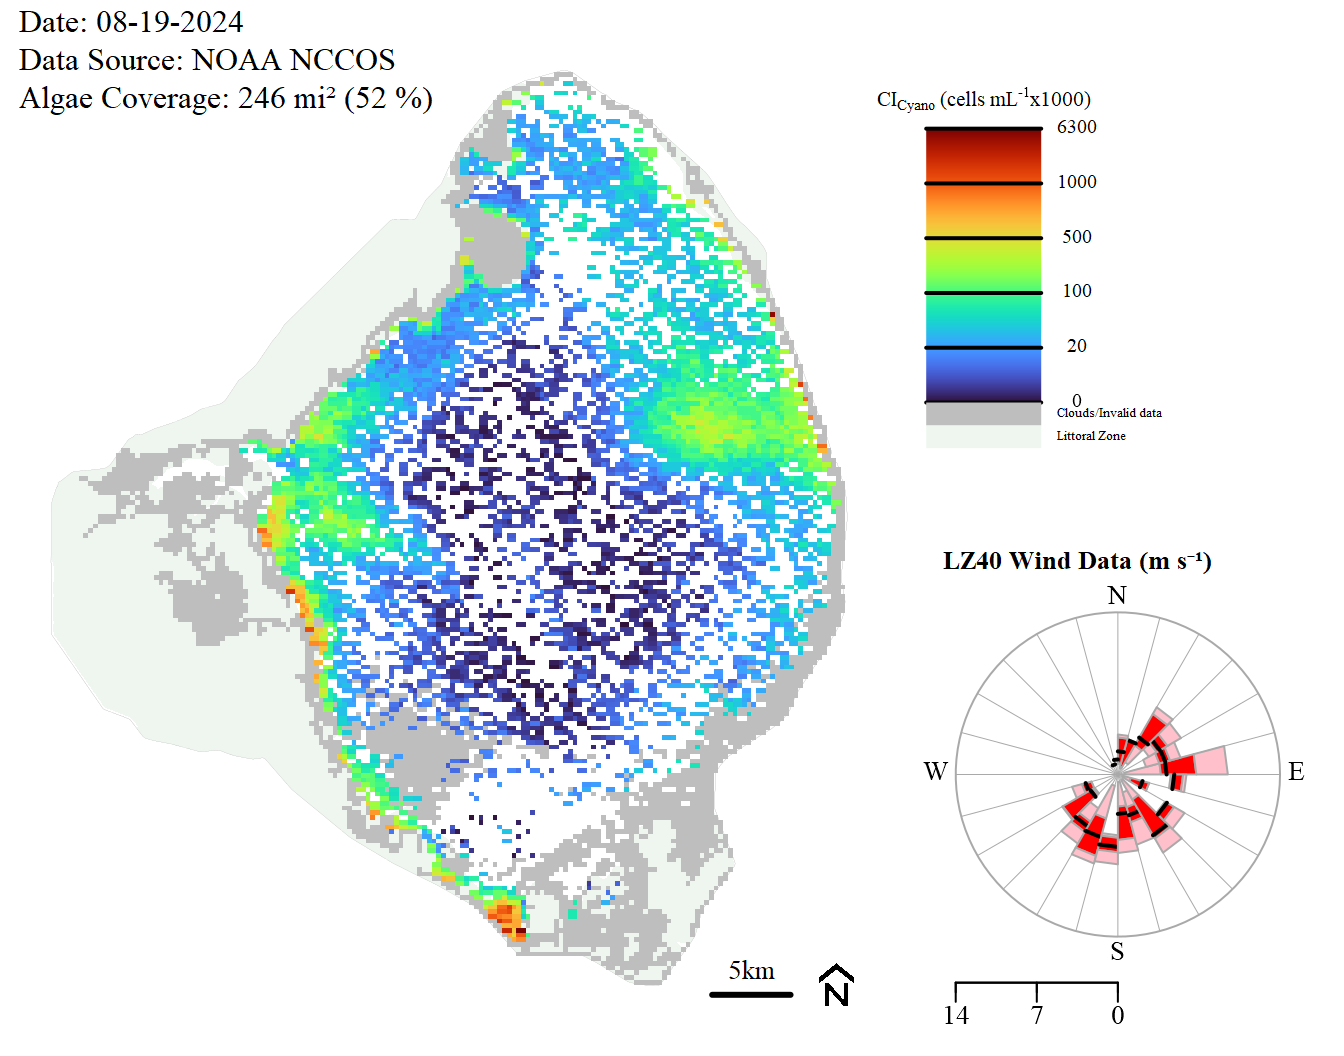 Date: 08-19-2024
Data Source: NOAA NCCOS
Algae Coverage: 246 mi² (52 %)
CICyano (cells mL-1x1000)
6300
1000
500
100
20
0
Clouds/Invalid data
Littoral Zone
LZ40 Wind Data (m s⁻¹)
N
W
E
S
5km
N
14 7 0